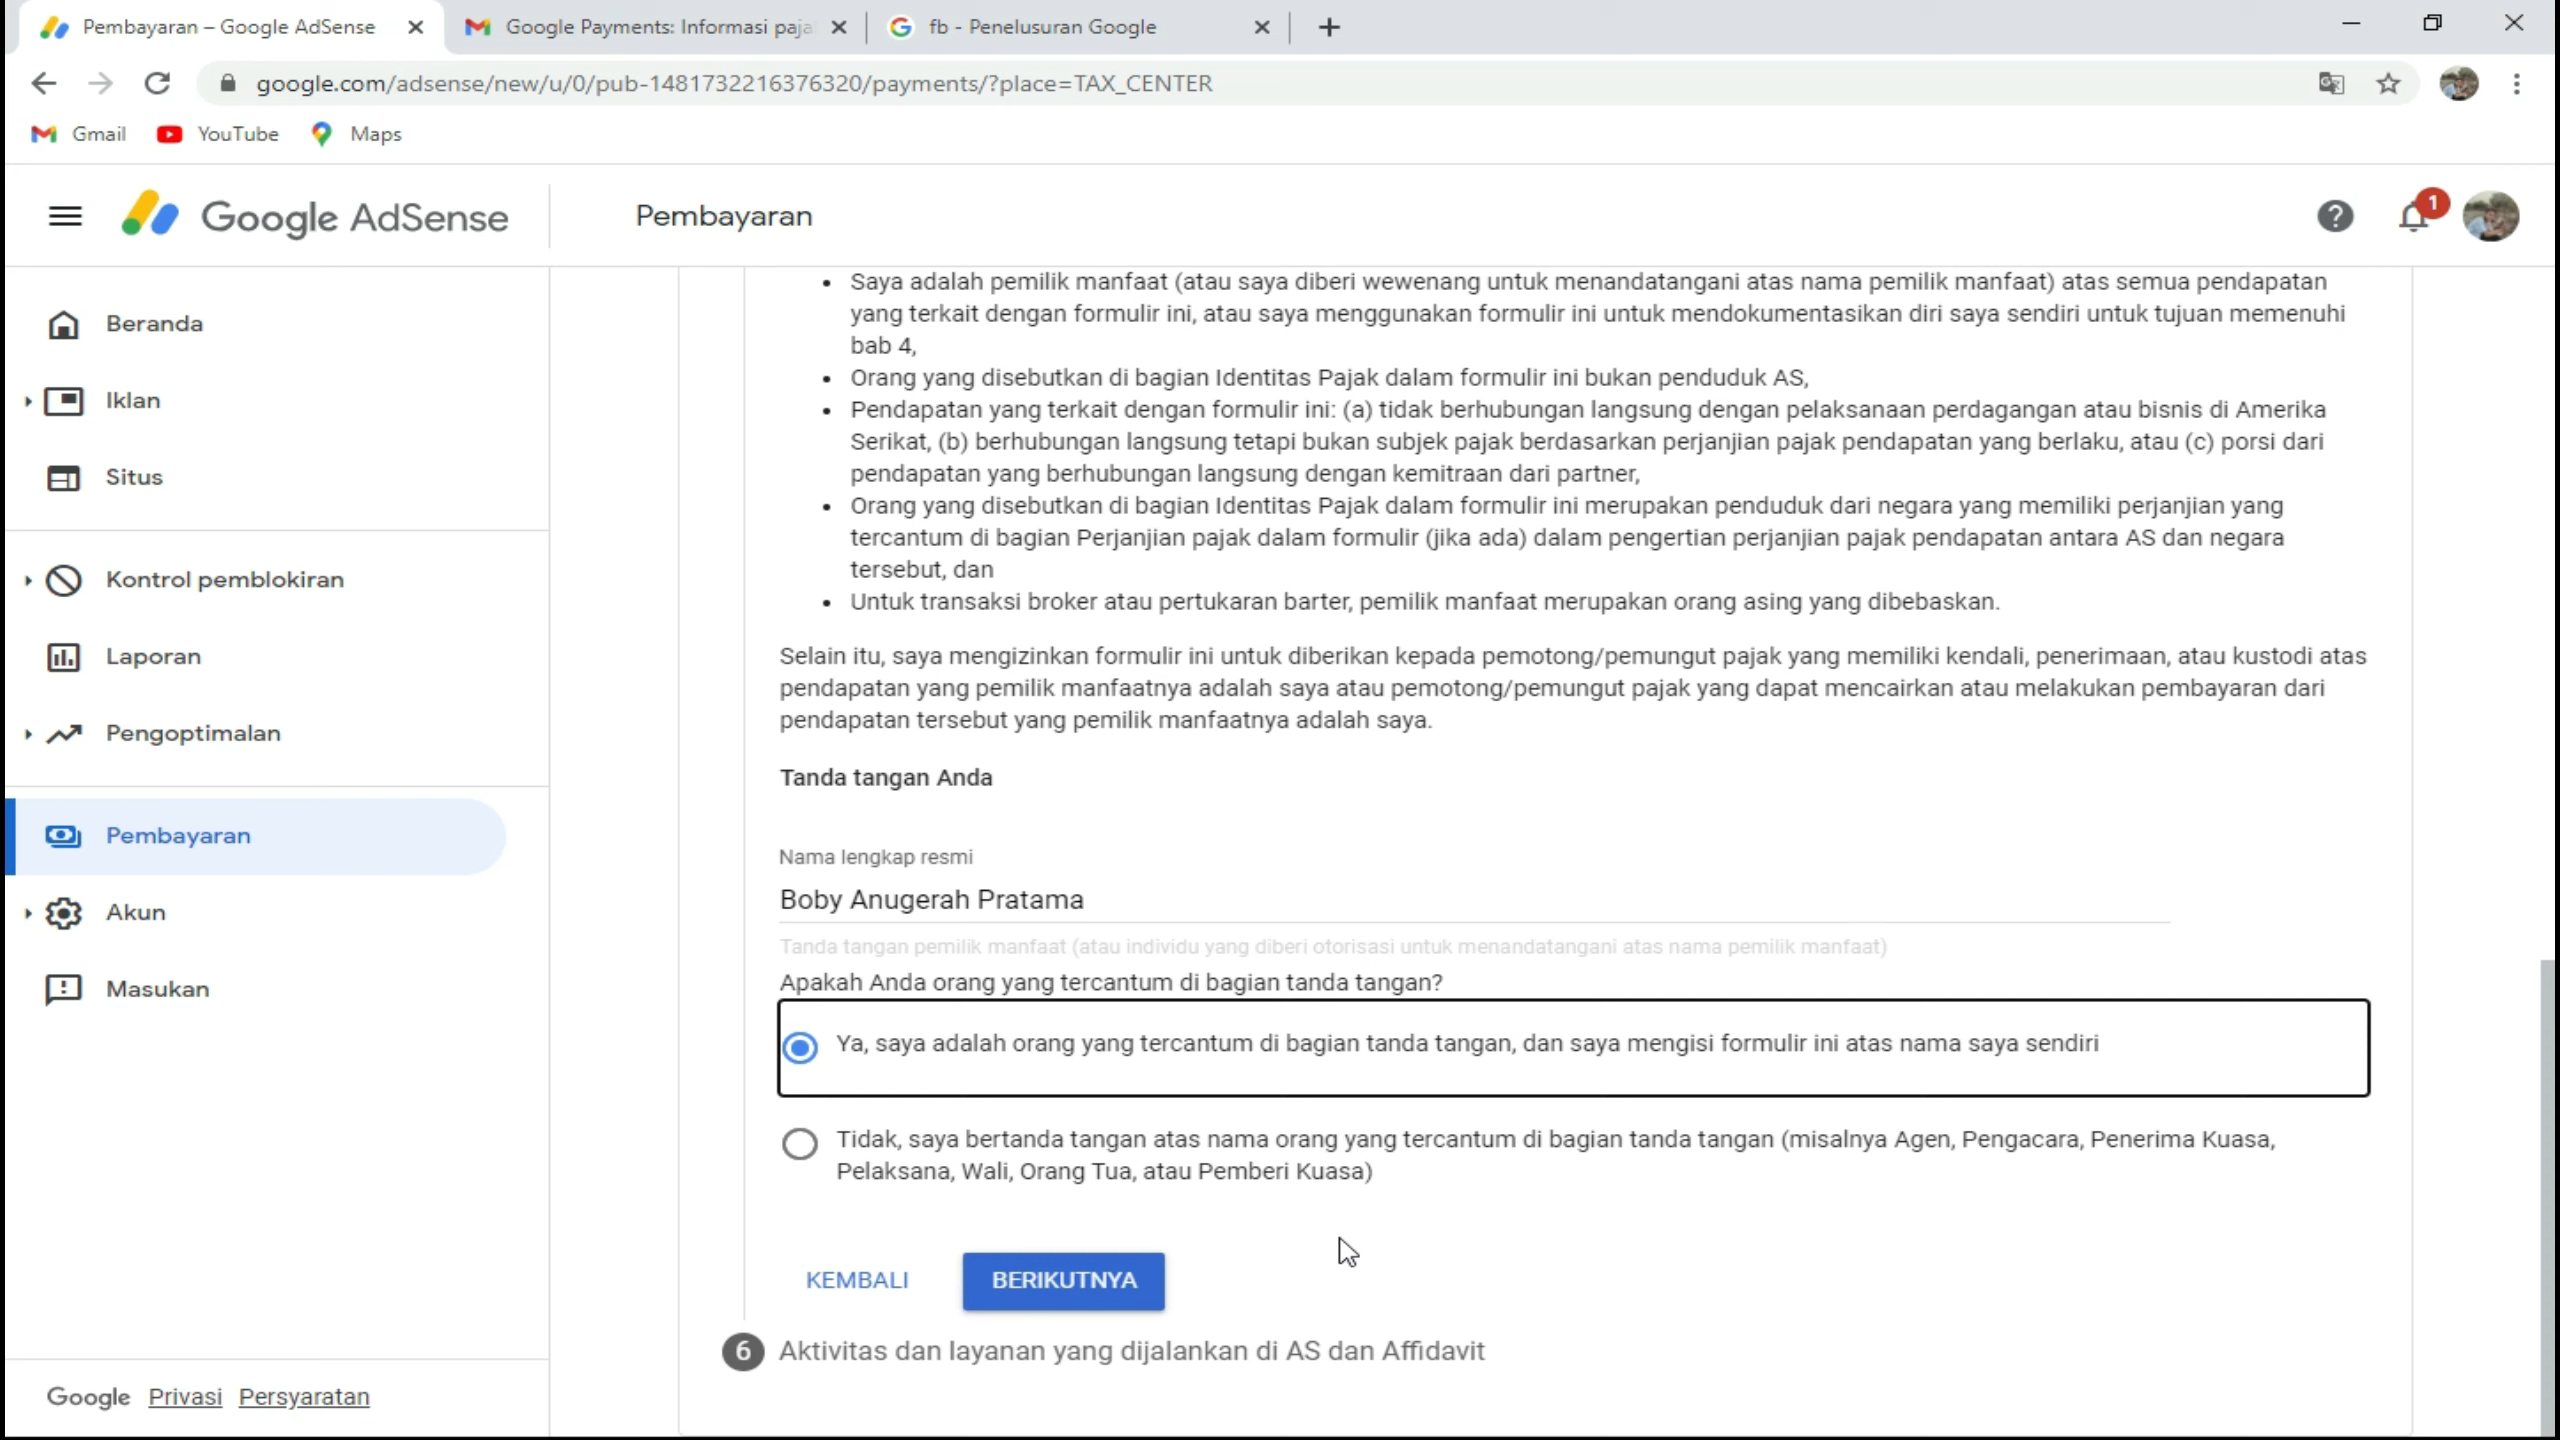 Pembayaran – Google AdSense
Google Payments: Informasi paja
fb - Penelusuran Google
google.com/adsense/new/u/0/pub-1481732216376320/payments/?place=TAX_CENTER
Gmail
YouTube
Maps
Google AdSense
Pembayaran
1
Beranda
Iklan
Situs
Kontrol pemblokiran
Laporan
Pengoptimalan
Pembayaran
Akun
Masukan
Google Privasi Persyaratan
Saya adalah pemilik manfaat (atau saya diberi wewenang untuk menandatangani atas nama pemilik manfaat) atas semua pendapatan
yang terkait dengan formulir ini, atau saya menggunakan formulir ini untuk mendokumentasikan diri saya sendiri untuk tujuan memenuhi
bab 4,
Orang yang disebutkan di bagian Identitas Pajak dalam formulir ini bukan penduduk AS,
Pendapatan yang terkait dengan formulir ini: (a) tidak berhubungan langsung dengan pelaksanaan perdagangan atau bisnis di Amerika
Serikat, (b) berhubungan langsung tetapi bukan subjek pajak berdasarkan perjanjian pajak pendapatan yang berlaku, atau (c) porsi dari
pendapatan yang berhubungan langsung dengan kemitraan dari partner,
Orang yang disebutkan di bagian Identitas Pajak dalam formulir ini merupakan penduduk dari negara yang memiliki perjanjian yang
tercantum di bagian Perjanjian pajak dalam formulir (jika ada) dalam pengertian perjanjian pajak pendapatan antara AS dan negara
tersebut, dan
Untuk transaksi broker atau pertukaran barter, pemilik manfaat merupakan orang asing yang dibebaskan.
Selain itu, saya mengizinkan formulir ini untuk diberikan kepada pemotong/pemungut pajak yang memiliki kendali, penerimaan, atau kustodi atas
pendapatan yang pemilik manfaatnya adalah saya atau pemotong/pemungut pajak yang dapat mencairkan atau melakukan pembayaran dari
pendapatan tersebut yang pemilik manfaatnya adalah saya.
Tanda tangan Anda
Nama lengkap resmi
Boby Anugerah Pratama
Tanda tangan pemilik manfaat (atau individu yang diberi otorisasi untuk menandatangani atas nama pemilik manfaat)
Apakah Anda orang yang tercantum di bagian tanda tangan?
Ya, saya adalah orang yang tercantum di bagian tanda tangan, dan saya mengisi formulir ini atas nama saya sendiri
Tidak, saya bertanda tangan atas nama orang yang tercantum di bagian tanda tangan (misalnya Agen, Pengacara, Penerima Kuasa,
Pelaksana, Wali, Orang Tua, atau Pemberi Kuasa)
KEMBALI
BERIKUTNYA
6 Aktivitas dan layanan yang dijalankan di AS dan Affidavit